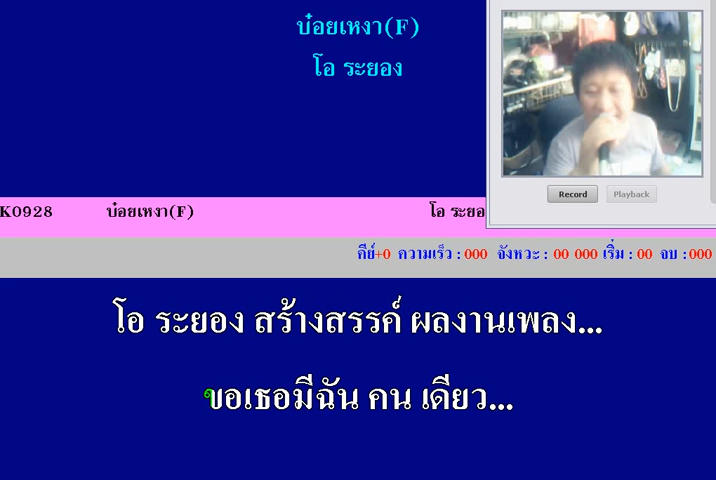 บ๋อยเหงา(F)
โอ ระยอง
Record
Playback
K0928 บ๋อยเหงา(F) โอ ระยอ
คีย์+0 ความเร็ว : 000 จังหวะ : 00 000 เริ่ม : 00 จบ : 000
โอ ระยอง สร้างสรรค์ ผลงานเพลง...
ขอเธอมีฉัน คน เดียว...